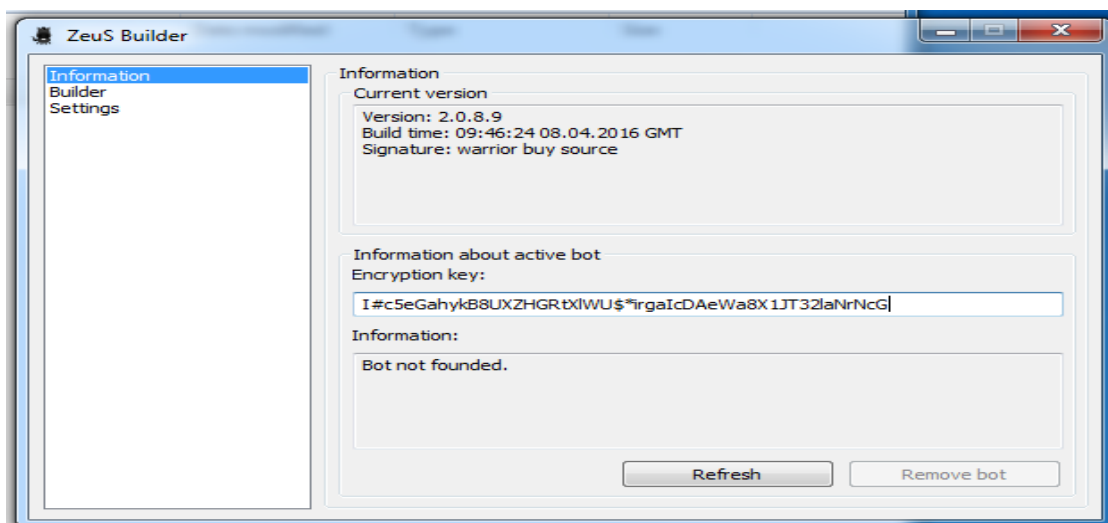 ZeuS Builder
Information
Builder
Settings
Information
Current version
Version: 2.0.8.9
Build time: 09:46:24 08.04.2016 GMT
Signature: warrior buy source
Information about active bot
Encryption key:
I#c5eGahykB8UXZHGRtXlWU$*irgaIcDAeWa8X1JT32laNrNcG
Information:
Bot not founded.
Refresh
Remove bot